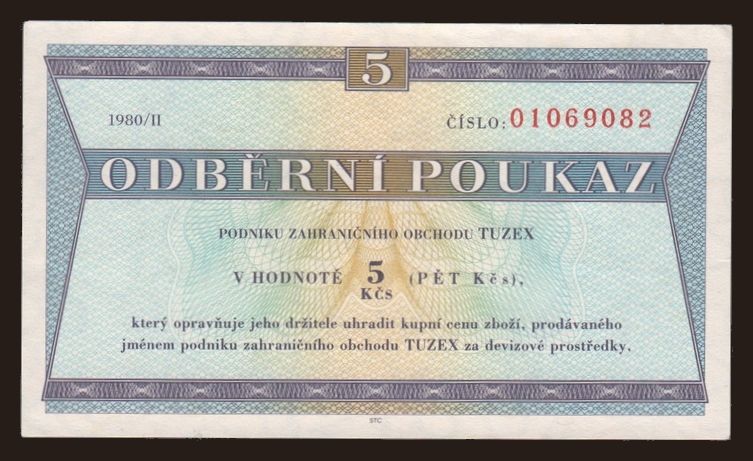 5
1980/II
ČÍSLO: 01069082
ODBĚRNÍ POUKAZ
PODNIKU ZAHRANIČNÍHO OBCHODU TUZEX
V HODNOTĚ 5 KČS (PĚT Kčs),
který opravňuje jeho držitele uhradit kupní cenu zboží, prodávaného
jménem podniku zahraničního obchodu TUZEX za devizové prostředky.
STC